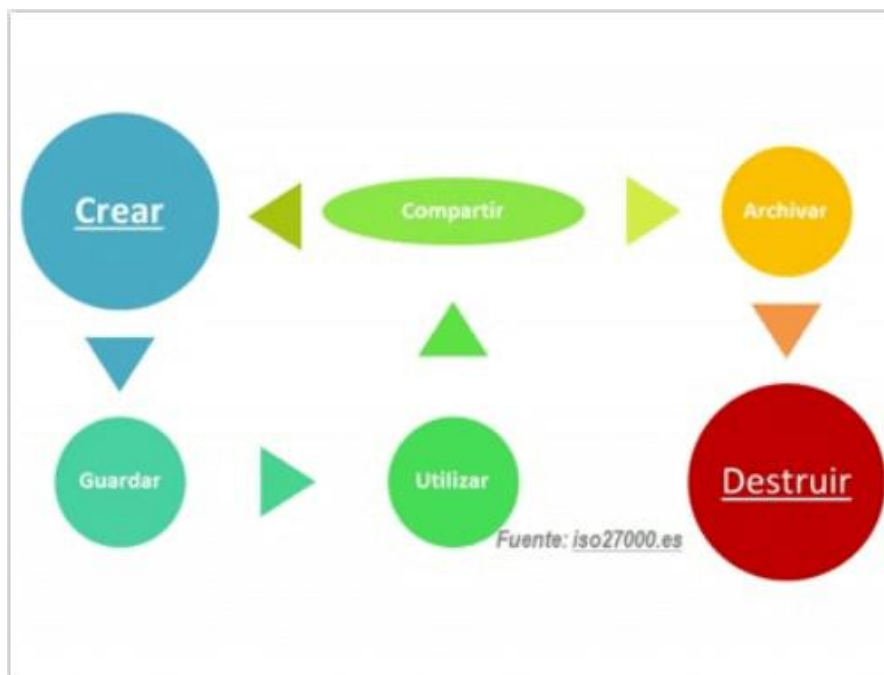 Crear
Compartir
Archivar
Guardar
Utilizar
Destruir
Fuente: iso27000.es